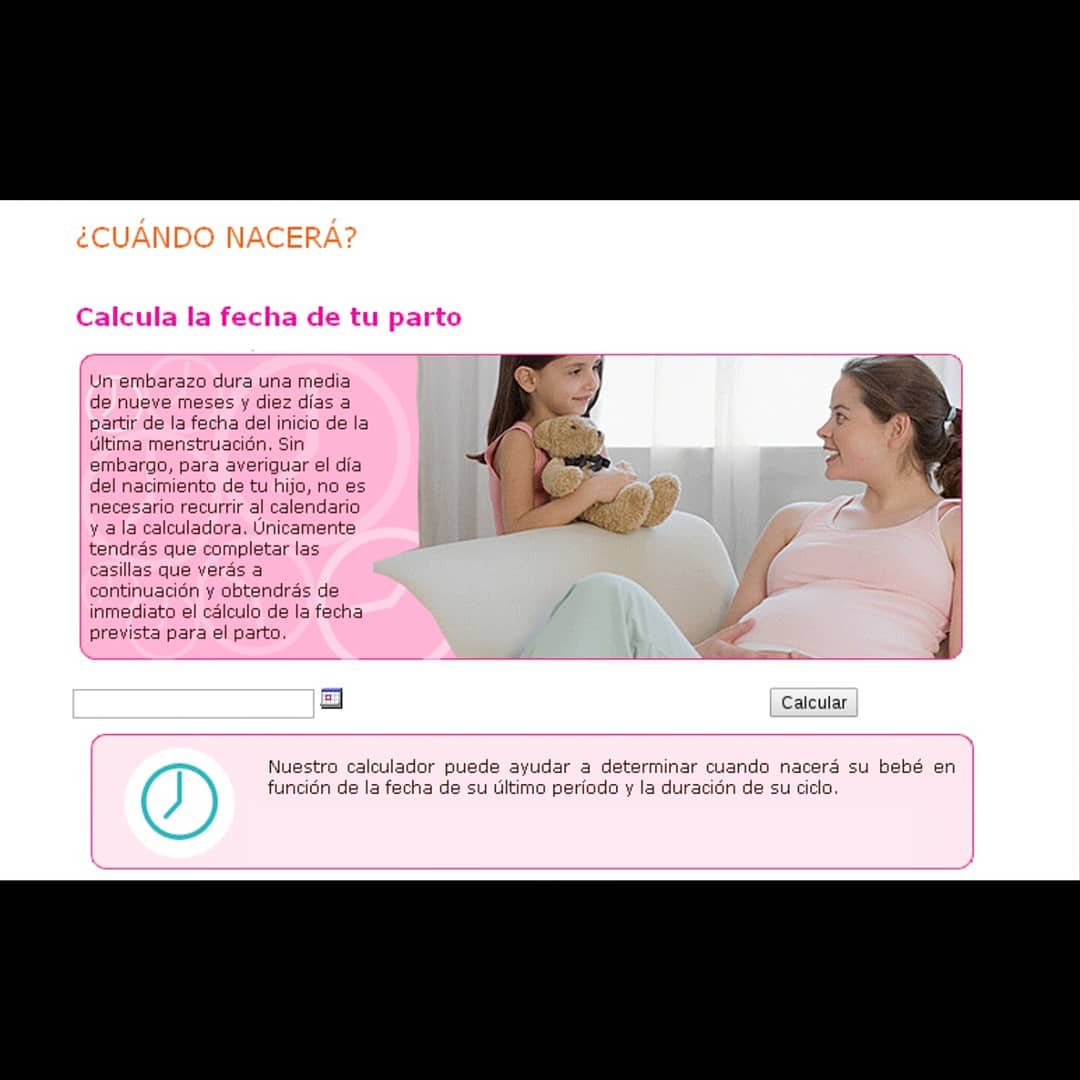 ¿CUÁNDO NACERÁ?
Calcula la fecha de tu parto
Un embarazo dura una media
de nueve meses y diez días a
partir de la fecha del inicio de la
última menstruación. Sin
embargo, para averiguar el día
del nacimiento de tu hijo, no es
necesario recurrir al calendario
y a la calculadora. Únicamente
tendrás que completar las
casillas que verás a
continuación y obtendrás de
inmediato el cálculo de la fecha
prevista para el parto.
Calcular
Nuestro calculador puede ayudar a determinar cuando nacerá su bebé en
función de la fecha de su último período y la duración de su ciclo.